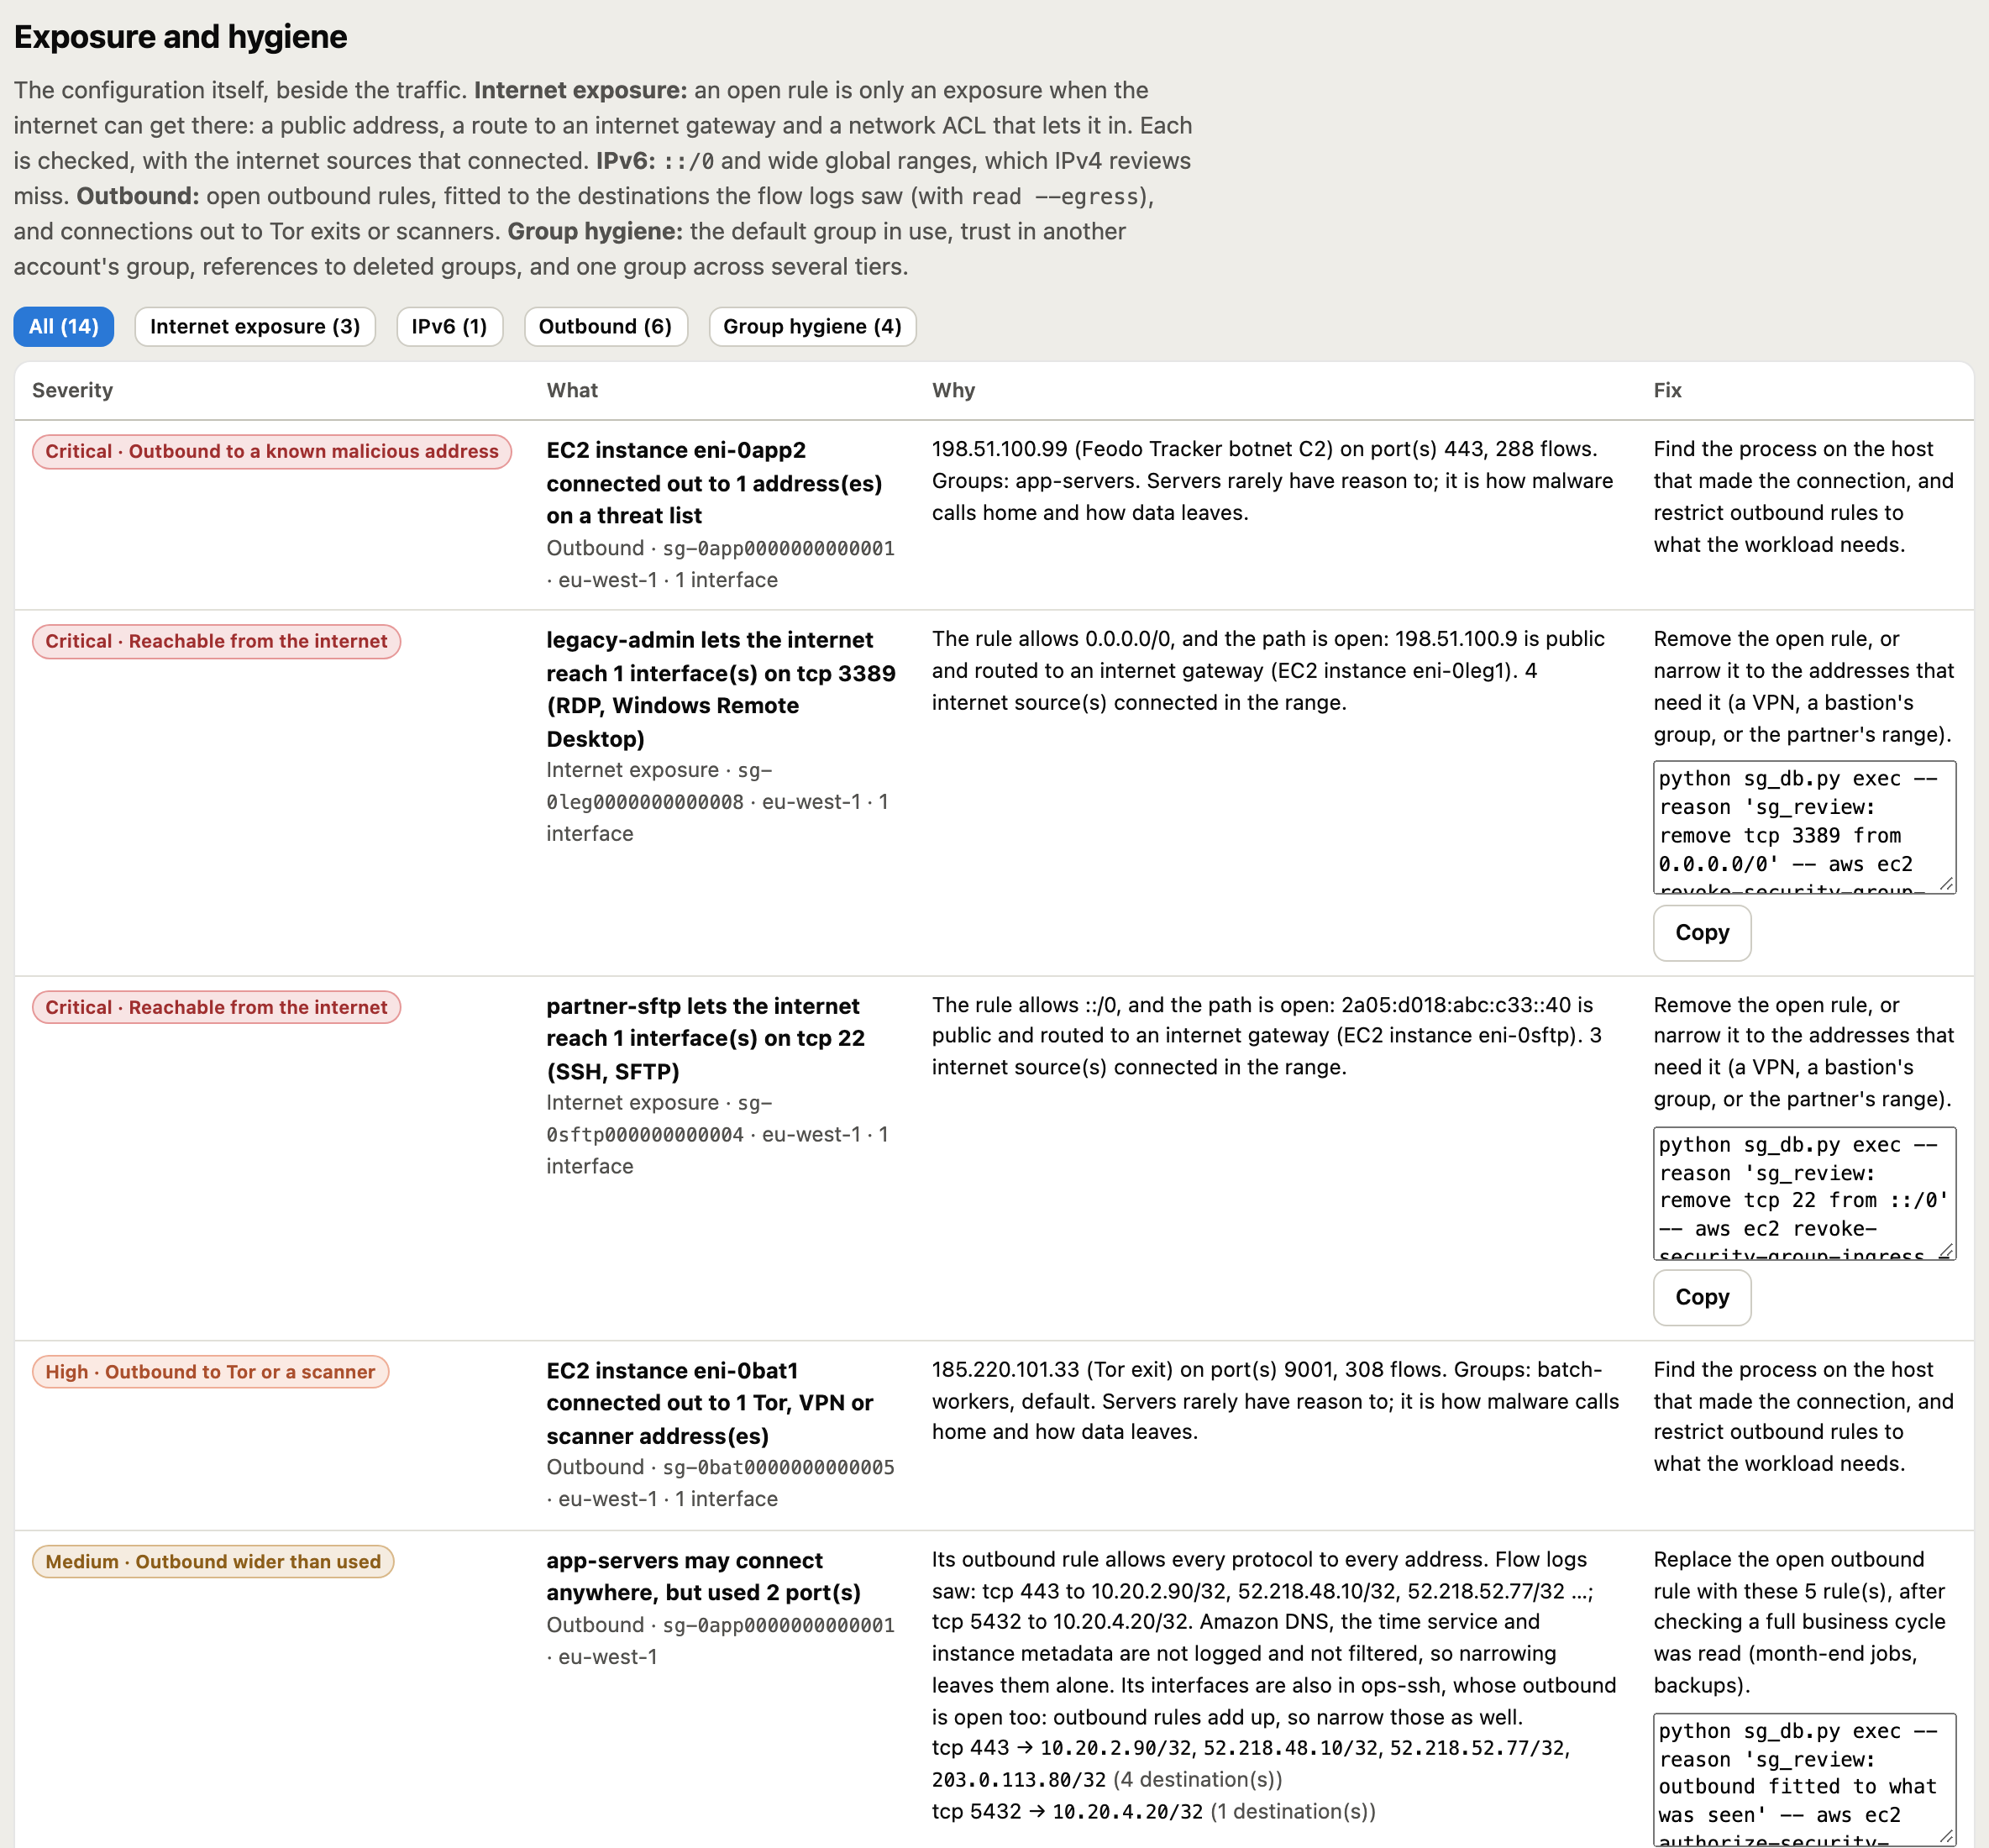 Exposure and hygiene
The configuration itself, beside the traffic. Internet exposure: an open rule is only an exposure when the
internet can get there: a public address, a route to an internet gateway and a network ACL that lets it in. Each
is checked, with the internet sources that connected. IPv6: ::/0 and wide global ranges, which IPv4 reviews
miss. Outbound: open outbound rules, fitted to the destinations the flow logs saw (with read --egress),
and connections out to Tor exits or scanners. Group hygiene: the default group in use, trust in another
account's group, references to deleted groups, and one group across several tiers.
All (14) Internet exposure (3) IPv6 (1) Outbound (6) Group hygiene (4)
Severity What Why Fix
Critical · Outbound to a known malicious address
EC2 instance eni-0app2
connected out to 1 address(es)
on a threat list
Outbound · sg-0app0000000000001
· eu-west-1 · 1 interface
198.51.100.99 (Feodo Tracker botnet C2) on port(s) 443, 288 flows.
Groups: app-servers. Servers rarely have reason to; it is how malware
calls home and how data leaves.
Find the process on the host
that made the connection, and
restrict outbound rules to
what the workload needs.
Critical · Reachable from the internet
legacy-admin lets the internet
reach 1 interface(s) on tcp 3389
(RDP, Windows Remote
Desktop)
Internet exposure · sg-
0leg0000000000008 · eu-west-1 · 1
interface
The rule allows 0.0.0.0/0, and the path is open: 198.51.100.9 is public
and routed to an internet gateway (EC2 instance eni-0leg1). 4
internet source(s) connected in the range.
Remove the open rule, or
narrow it to the addresses that
need it (a VPN, a bastion's
group, or the partner's range).
python sg_db.py exec --
reason 'sg_review:
remove tcp 3389 from
0.0.0.0/0' -- aws ec2
revoke-security-group-
Copy
Critical · Reachable from the internet
partner-sftp lets the internet
reach 1 interface(s) on tcp 22
(SSH, SFTP)
Internet exposure · sg-
0sftp000000000004 · eu-west-1 · 1
interface
The rule allows ::/0, and the path is open: 2a05:d018:abc:c33::40 is
public and routed to an internet gateway (EC2 instance eni-0sftp). 3
internet source(s) connected in the range.
Remove the open rule, or
narrow it to the addresses that
need it (a VPN, a bastion's
group, or the partner's range).
python sg_db.py exec --
reason 'sg_review:
remove tcp 22 from ::/0'
-- aws ec2 revoke-
security-group-ingress
Copy
High · Outbound to Tor or a scanner
EC2 instance eni-0bat1
connected out to 1 Tor, VPN or
scanner address(es)
Outbound · sg-0bat0000000000005
· eu-west-1 · 1 interface
185.220.101.33 (Tor exit) on port(s) 9001, 308 flows. Groups: batch-
workers, default. Servers rarely have reason to; it is how malware calls
home and how data leaves.
Find the process on the host
that made the connection, and
restrict outbound rules to
what the workload needs.
Medium · Outbound wider than used
app-servers may connect
anywhere, but used 2 port(s)
Outbound · sg-0app0000000000001
· eu-west-1
Its outbound rule allows every protocol to every address. Flow logs
saw: tcp 443 to 10.20.2.90/32, 52.218.48.10/32, 52.218.52.77/32 …;
tcp 5432 to 10.20.4.20/32. Amazon DNS, the time service and
instance metadata are not logged and not filtered, so narrowing
leaves them alone. Its interfaces are also in ops-ssh, whose outbound
is open too: outbound rules add up, so narrow those as well.
tcp 443 → 10.20.2.90/32, 52.218.48.10/32, 52.218.52.77/32,
203.0.113.80/32 (4 destination(s))
tcp 5432 → 10.20.4.20/32 (1 destination(s))
Replace the open outbound
rule with these 5 rule(s), after
checking a full business cycle
was read (month-end jobs,
backups).
python sg_db.py exec --
reason 'sg_review:
outbound fitted to what
was seen' -- aws ec2
authorize-security-